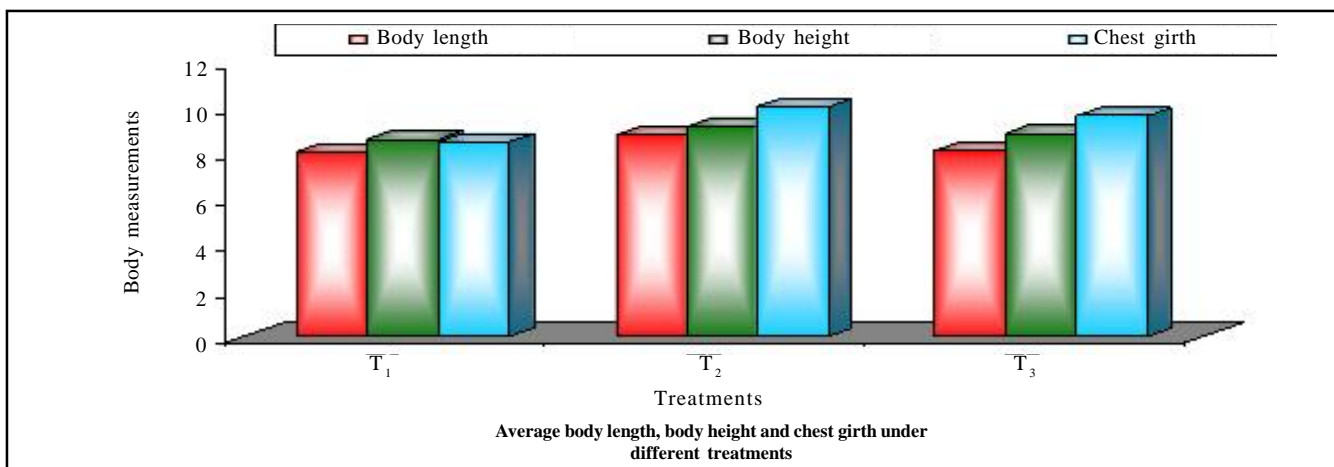 Body length Body height Chest girth
12
10
8
6
4
2
0
Body measurements
T1 T2 T3
Treatments
Average body length, body height and chest girth under
different treatments